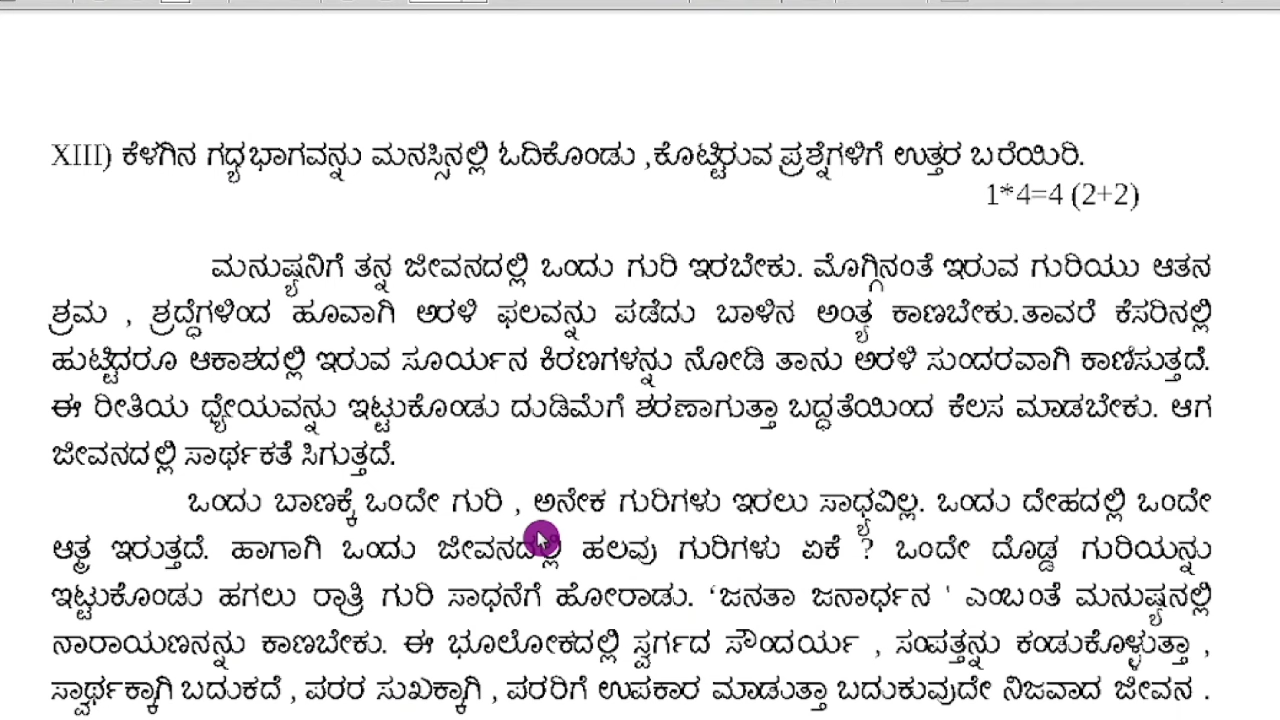 XIII) ಕೆಳಗಿನ ಗದ್ಯಭಾಗವನ್ನು ಮನಸ್ಸಿನಲ್ಲಿ ಓದಿಕೊಂಡು ,ಕೊಟ್ಟಿರುವ ಪ್ರಶ್ನೆಗಳಿಗೆ ಉತ್ತರ ಬರೆಯಿರಿ.
1*4=4 (2+2)
ಮನುಷ್ಯನಿಗೆ ತನ್ನ ಜೀವನದಲ್ಲಿ ಒಂದು ಗುರಿ ಇರಬೇಕು. ಮೊಗ್ಗಿನಂತೆ ಇರುವ ಗುರಿಯು ಆತನ
ಶ್ರಮ , ಶ್ರದ್ಧೆಗಳಿಂದ ಹೂವಾಗಿ ಅರಳಿ ಫಲವನ್ನು ಪಡೆದು ಬಾಳಿನ ಅಂತ್ಯ ಕಾಣಬೇಕು.ತಾವರೆ ಕೆಸರಿನಲ್ಲಿ
ಹುಟ್ಟಿದರೂ ಆಕಾಶದಲ್ಲಿ ಇರುವ ಸೂರ್ಯನ ಕಿರಣಗಳನ್ನು ನೋಡಿ ತಾನು ಅರಳಿ ಸುಂದರವಾಗಿ ಕಾಣಿಸುತ್ತದೆ.
ಈ ರೀತಿಯ ಧ್ಯೇಯವನ್ನು ಇಟ್ಟುಕೊಂಡು ದುಡಿಮೆಗೆ ಶರಣಾಗುತ್ತಾ ಬದ್ಧತೆಯಿಂದ ಕೆಲಸ ಮಾಡಬೇಕು. ಆಗ
ಜೀವನದಲ್ಲಿ ಸಾರ್ಥಕತೆ ಸಿಗುತ್ತದೆ.
ಒಂದು ಬಾಣಕ್ಕೆ ಒಂದೇ ಗುರಿ , ಅನೇಕ ಗುರಿಗಳು ಇರಲು ಸಾಧ್ಯವಿಲ್ಲ. ಒಂದು ದೇಹದಲ್ಲಿ ಒಂದೇ
ಆತ್ಮ ಇರುತ್ತದೆ. ಹಾಗಾಗಿ ಒಂದು ಜೀವನದಲ್ಲಿ ಹಲವು ಗುರಿಗಳು ಏಕೆ ? ಒಂದೇ ದೊಡ್ಡ ಗುರಿಯನ್ನು
ಇಟ್ಟುಕೊಂಡು ಹಗಲು ರಾತ್ರಿ ಗುರಿ ಸಾಧನೆಗೆ ಹೋರಾಡು. ‘ಜನತಾ ಜನಾರ್ಧನ ' ಎಂಬಂತೆ ಮನುಷ್ಯನಲ್ಲಿ
ನಾರಾಯಣನನ್ನು ಕಾಣಬೇಕು. ಈ ಭೂಲೋಕದಲ್ಲಿ ಸ್ವರ್ಗದ ಸೌಂದರ್ಯ , ಸಂಪತ್ತನ್ನು ಕಂಡುಕೊಳ್ಳುತ್ತಾ ,
ಸ್ವಾರ್ಥಕ್ಕಾಗಿ ಬದುಕದೆ , ಪರರ ಸುಖಕ್ಕಾಗಿ , ಪರರಿಗೆ ಉಪಕಾರ ಮಾಡುತ್ತಾ ಬದುಕುವುದೇ ನಿಜವಾದ ಜೀವನ .